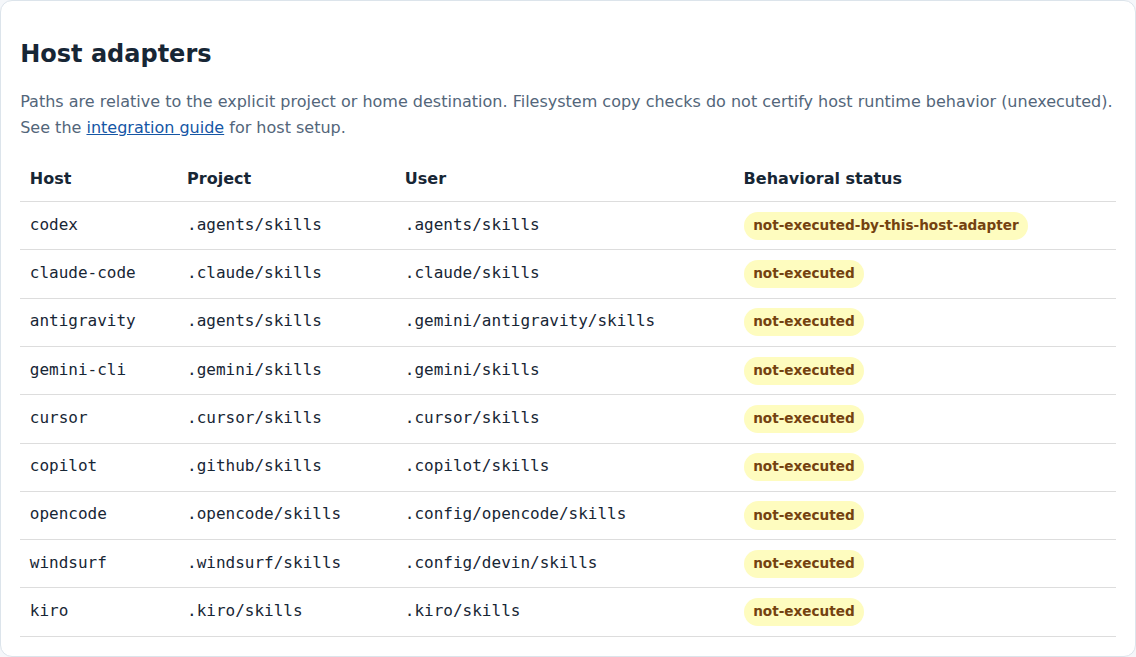 Host adapters
Paths are relative to the explicit project or home destination. Filesystem copy checks do not certify host runtime behavior (unexecuted).
See the integration guide for host setup.
Host Project User Behavioral status
codex .agents/skills .agents/skills not-executed-by-this-host-adapter
claude-code .claude/skills .claude/skills not-executed
antigravity .agents/skills .gemini/antigravity/skills not-executed
gemini-cli .gemini/skills .gemini/skills not-executed
cursor .cursor/skills .cursor/skills not-executed
copilot .github/skills .copilot/skills not-executed
opencode .opencode/skills .config/opencode/skills not-executed
windsurf .windsurf/skills .config/devin/skills not-executed
kiro .kiro/skills .kiro/skills not-executed